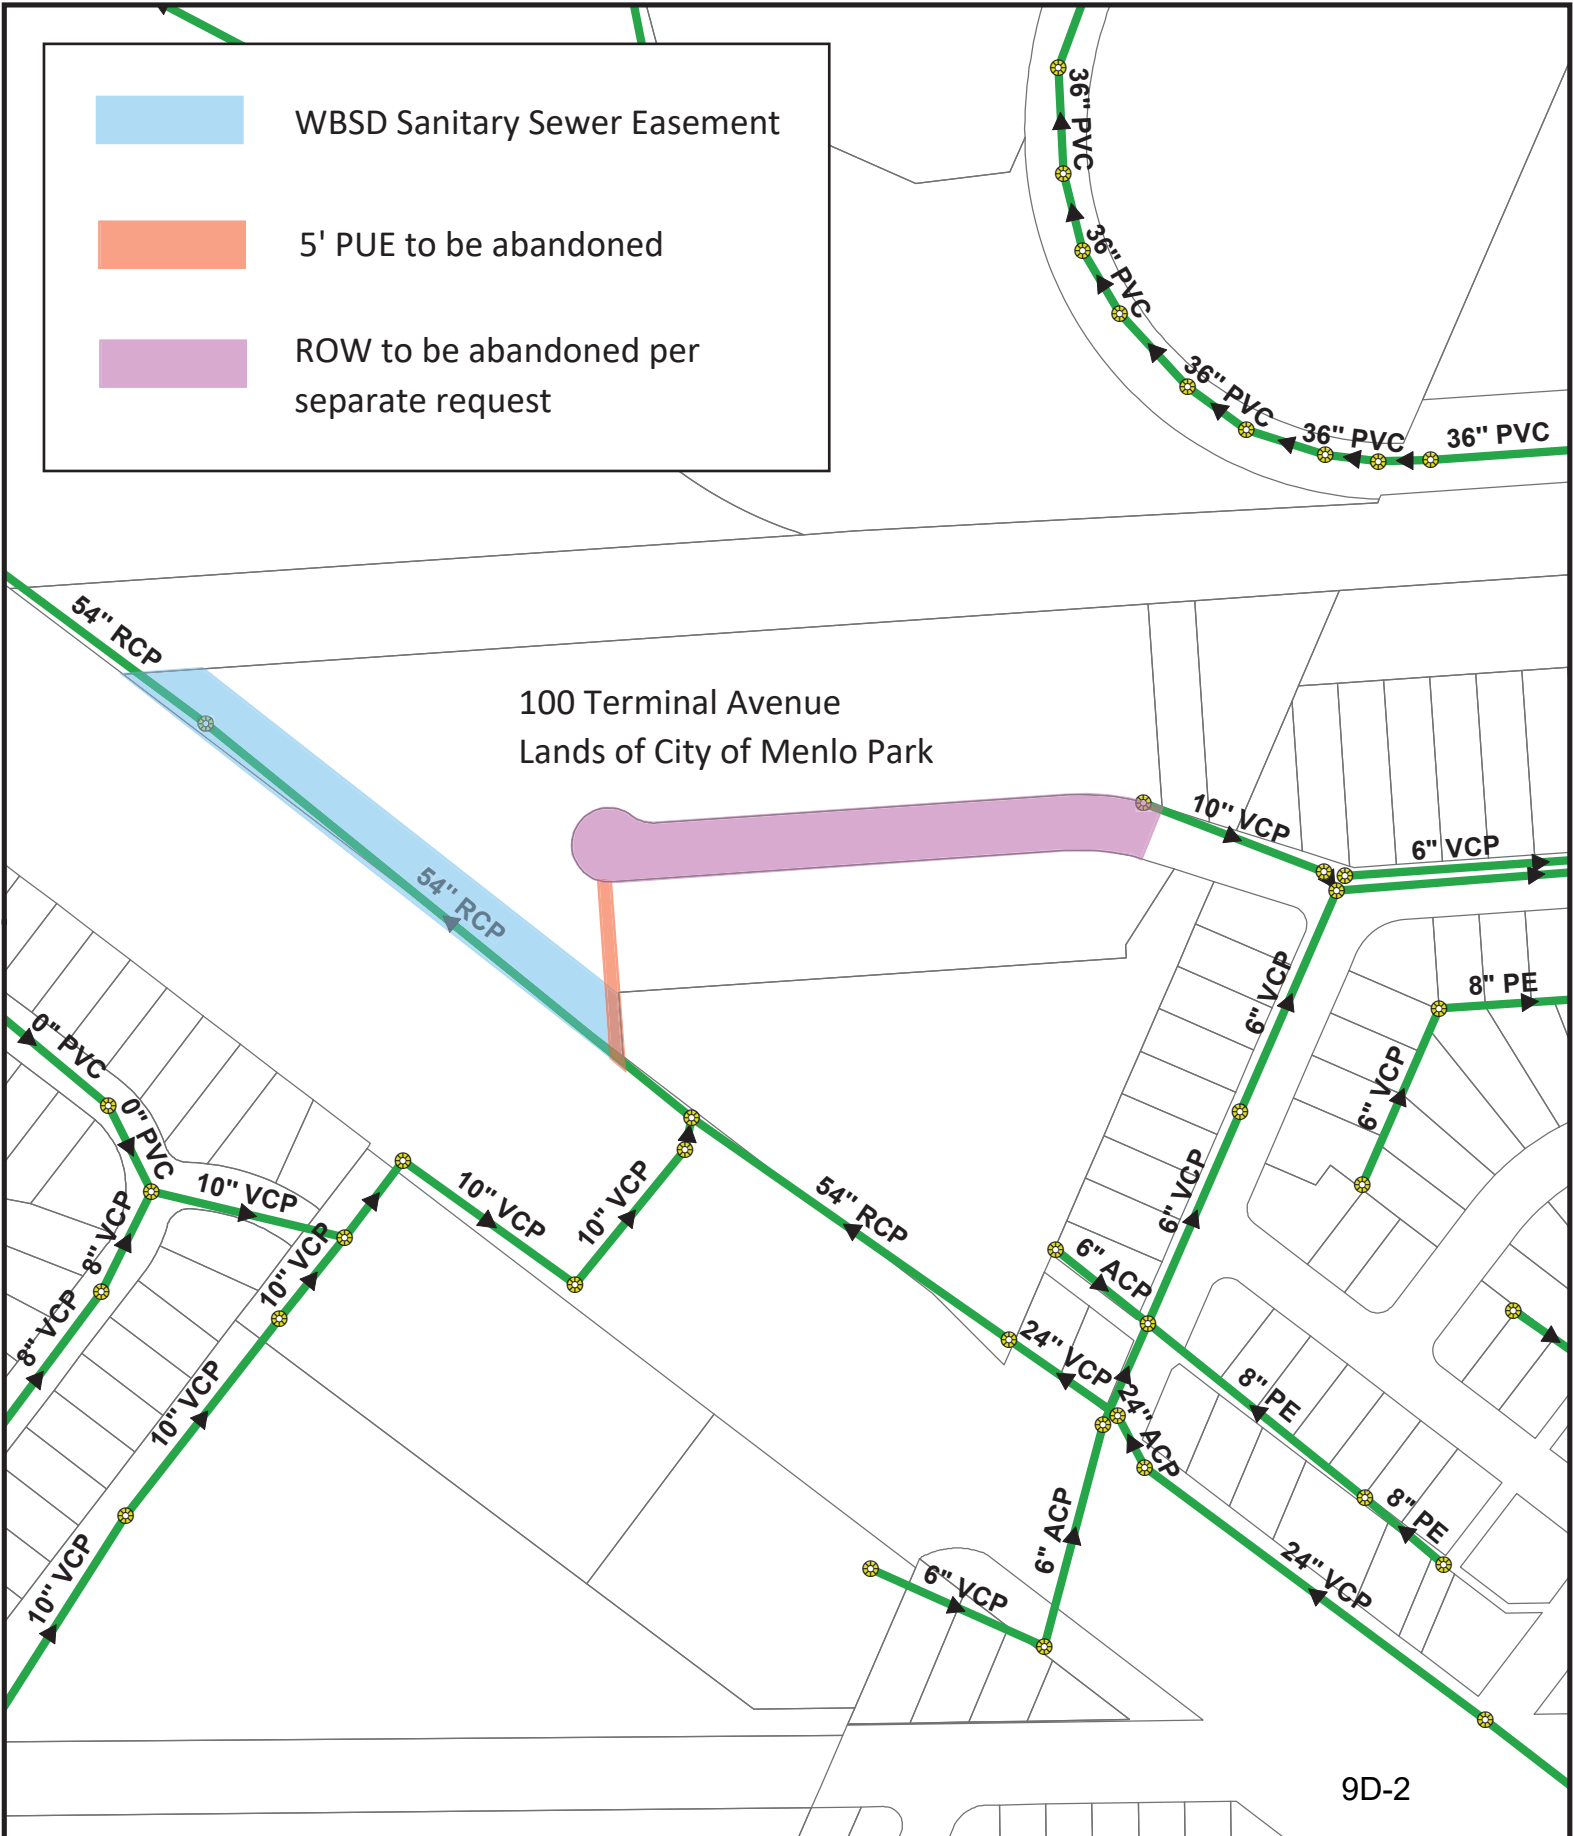 WBSD Sanitary Sewer Easement
5' PUE to be abandoned
ROW to be abandoned per
separate request
36" PVC
36" PVC
36" PVC
36" PVC
36" PVC
54" RCP
100 Terminal Avenue
Lands of City of Menlo Park
10" VCP
6" VCP
54" RCP
6" VCP
8" PE
0" PVC
6" VCP
0" PVC
10" VCP
8" VCP
10" VCP
10" VCP
54" RCP
6" VCP
6" ACP
10" VCP
8" VCP
24" VCP
8" PE
24" ACP
10" VCP
8" PE
6" ACP
10" VCP
6" VCP
24" VCP
9D-2